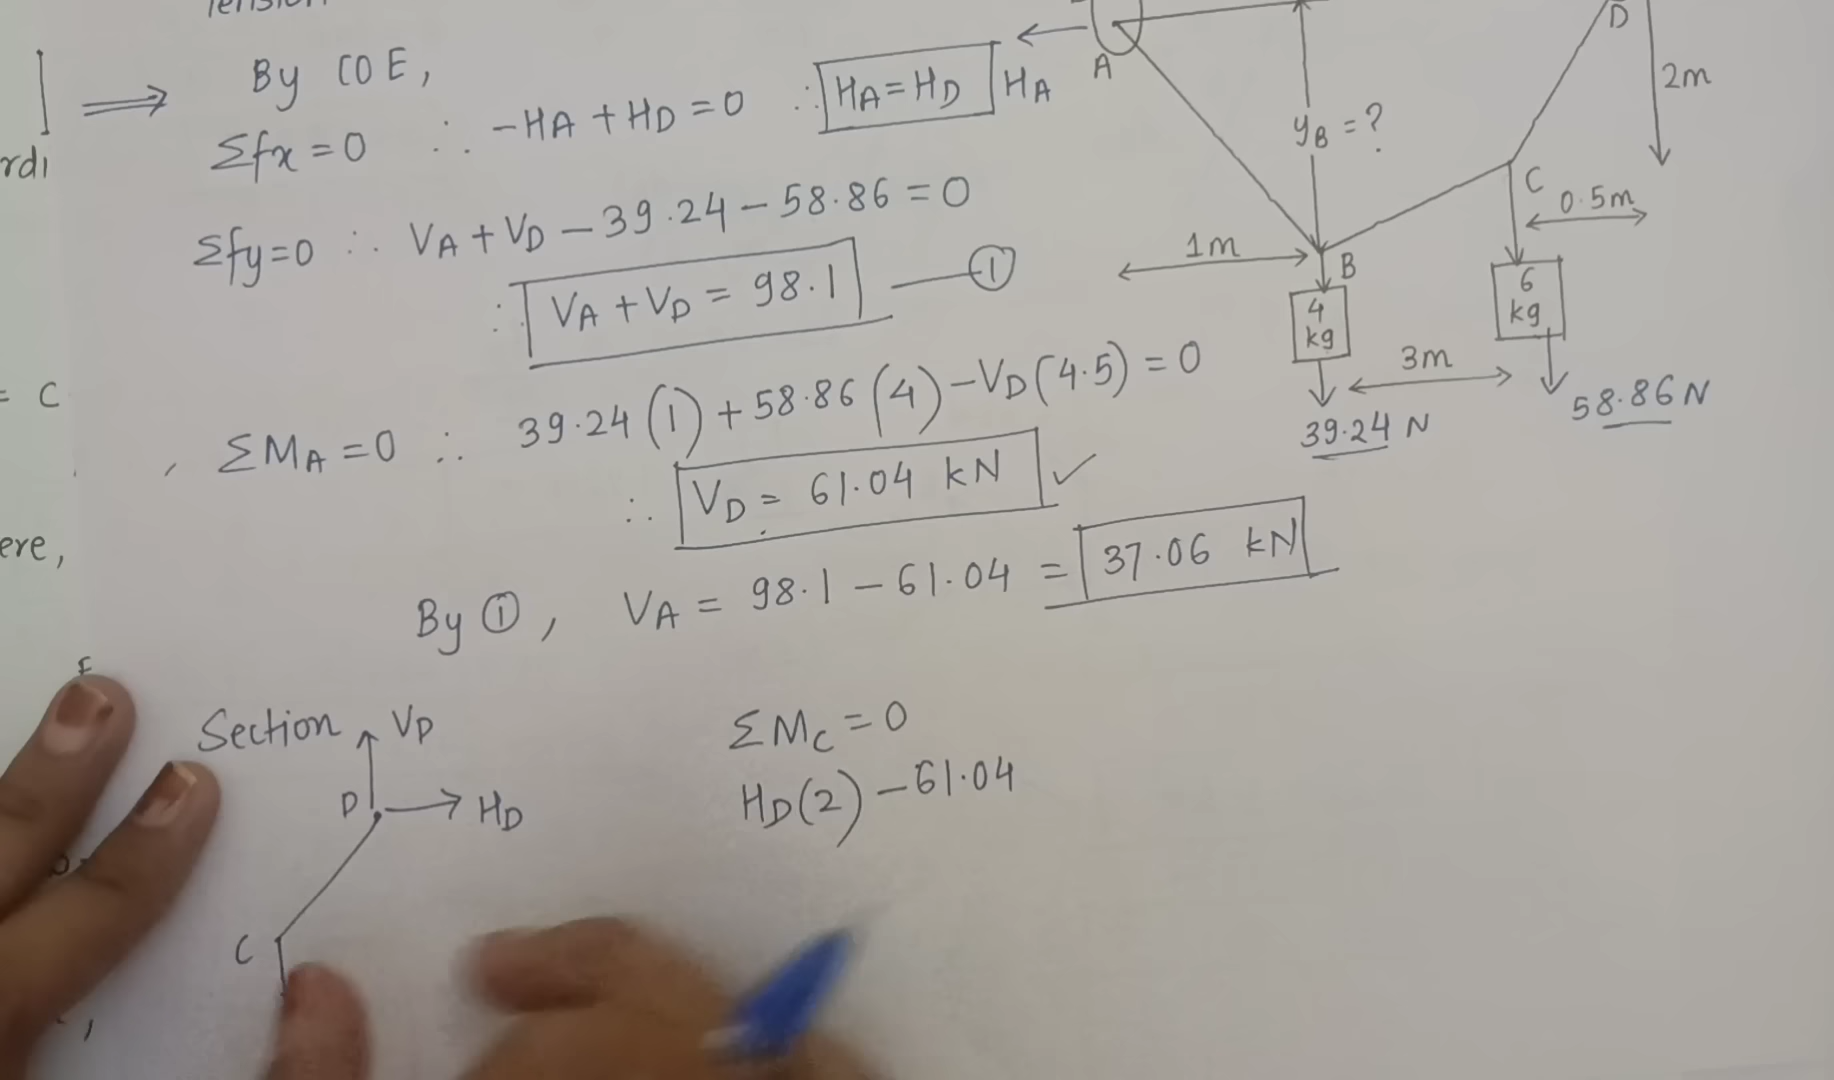 Tension
By COE,
Σfx = 0 ∴ -HA + HD = 0 ∴ HA = HD
Σfy = 0 ∴ VA + VD - 39.24 - 58.86 = 0
∴ VA + VD = 98.1 ①
ΣMA = 0 ∴ 39.24 (1) + 58.86 (4) - VD (4.5) = 0
∴ VD = 61.04 kN ✓
By ①, VA = 98.1 - 61.04 = 37.06 kN
Section
VD
D
HD
C
ΣMC = 0
HD(2) - 61.04
HA
A
D
2m
yB = ?
C
0.5m
1m
B
4
kg
6
kg
3m
39.24 N
58.86 N
rdi
= C
ere,